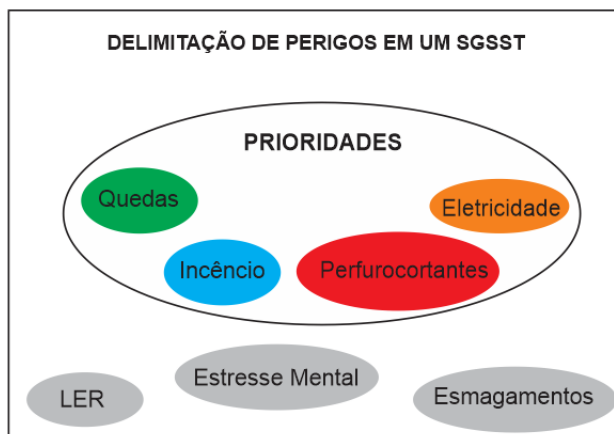 DELIMITAÇÃO DE PERIGOS EM UM SGSST
PRIORIDADES
Quedas
Eletricidade
Incêncio
Perfurocortantes
Estresse Mental
LER
Esmagamentos